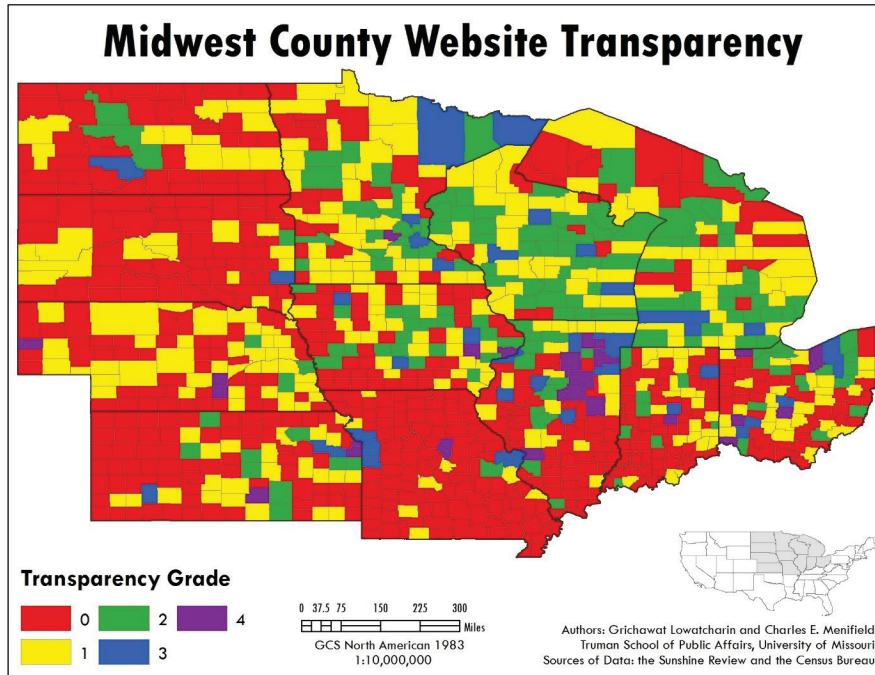 Midwest County Website Transparency
Transparency Grade
0 2 4
1 3
0 37.5 75 150 225 300
Miles
GCS North American 1983
1:10,000,000
Authors: Grichawat Lowatcharin and Charles E. Menifield
Truman School of Public Affairs, University of Missouri
Sources of Data: the Sunshine Review and the Census Bureau